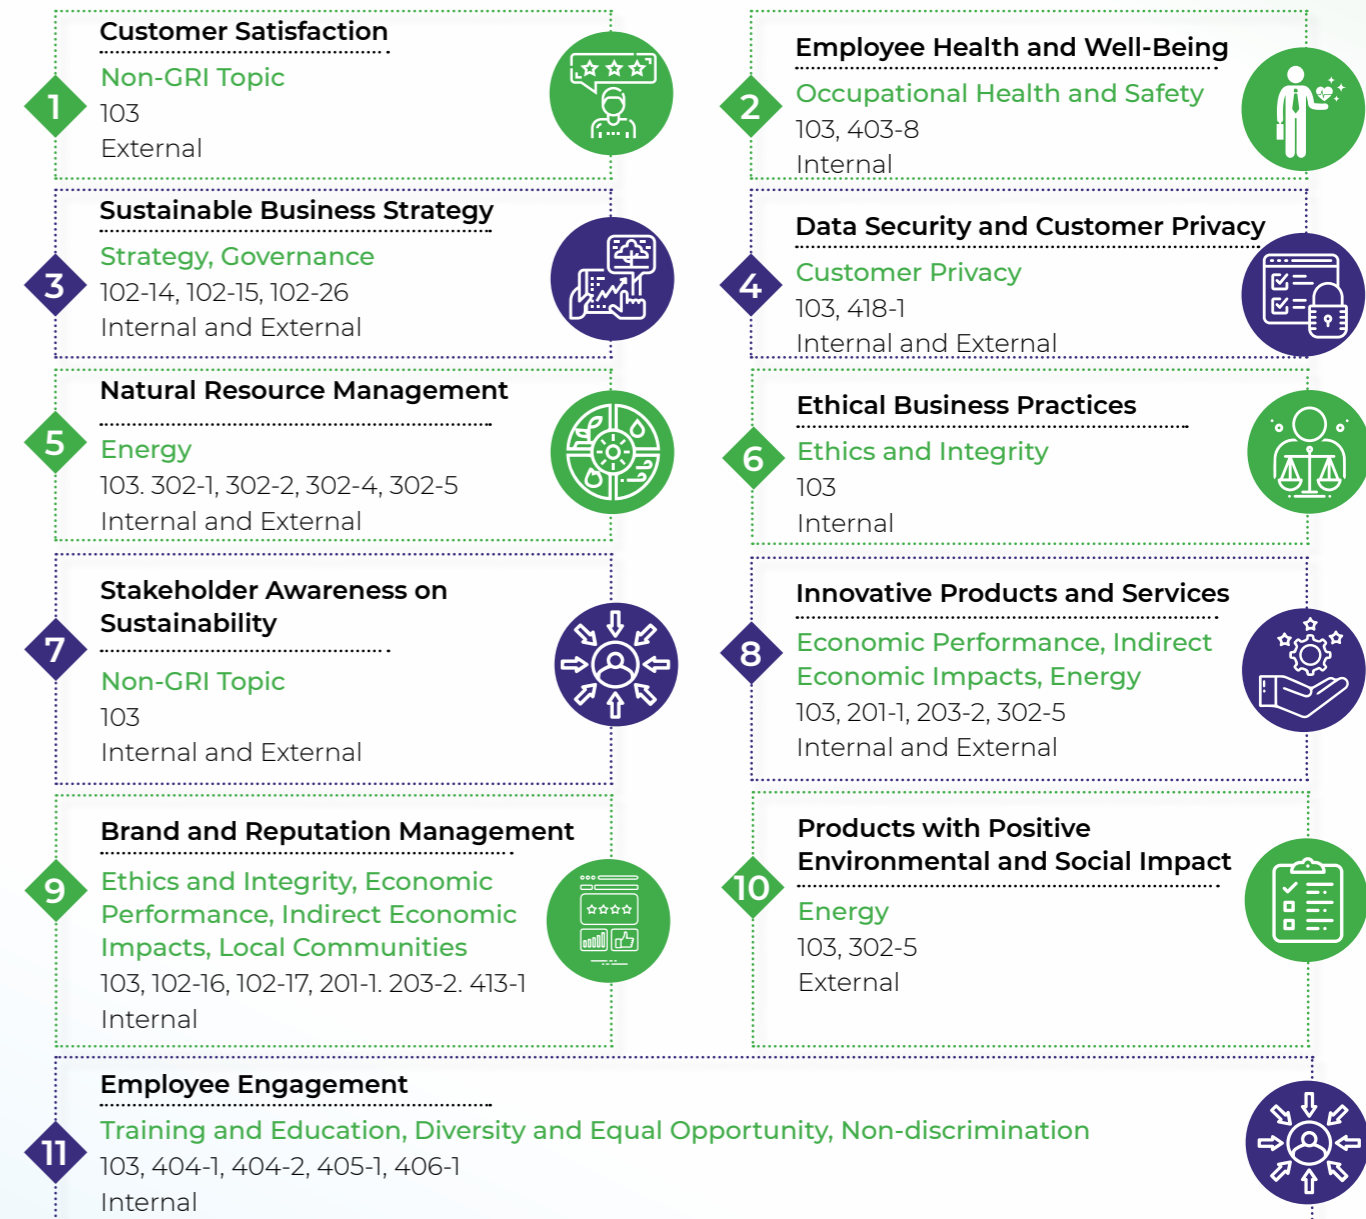 Customer Satisfaction
1
Non-GRI Topic
103
External
Employee Health and Well-Being
2
Occupational Health and Safety
103, 403-8
Internal
Sustainable Business Strategy
3
Strategy, Governance
102-14, 102-15, 102-26
Internal and External
Data Security and Customer Privacy
4
Customer Privacy
103, 418-1
Internal and External
Natural Resource Management
5
Energy
103. 302-1, 302-2, 302-4, 302-5
Internal and External
Ethical Business Practices
6
Ethics and Integrity
103
Internal
Stakeholder Awareness on
Sustainability
7
Non-GRI Topic
103
Internal and External
Innovative Products and Services
8
Economic Performance, Indirect
Economic Impacts, Energy
103, 201-1, 203-2, 302-5
Internal and External
Brand and Reputation Management
9
Ethics and Integrity, Economic
Performance, Indirect Economic
Impacts, Local Communities
103, 102-16, 102-17, 201-1. 203-2. 413-1
Internal
Products with Positive
Environmental and Social Impact
10
Energy
103, 302-5
External
Employee Engagement
11
Training and Education, Diversity and Equal Opportunity, Non-discrimination
103, 404-1, 404-2, 405-1, 406-1
Internal